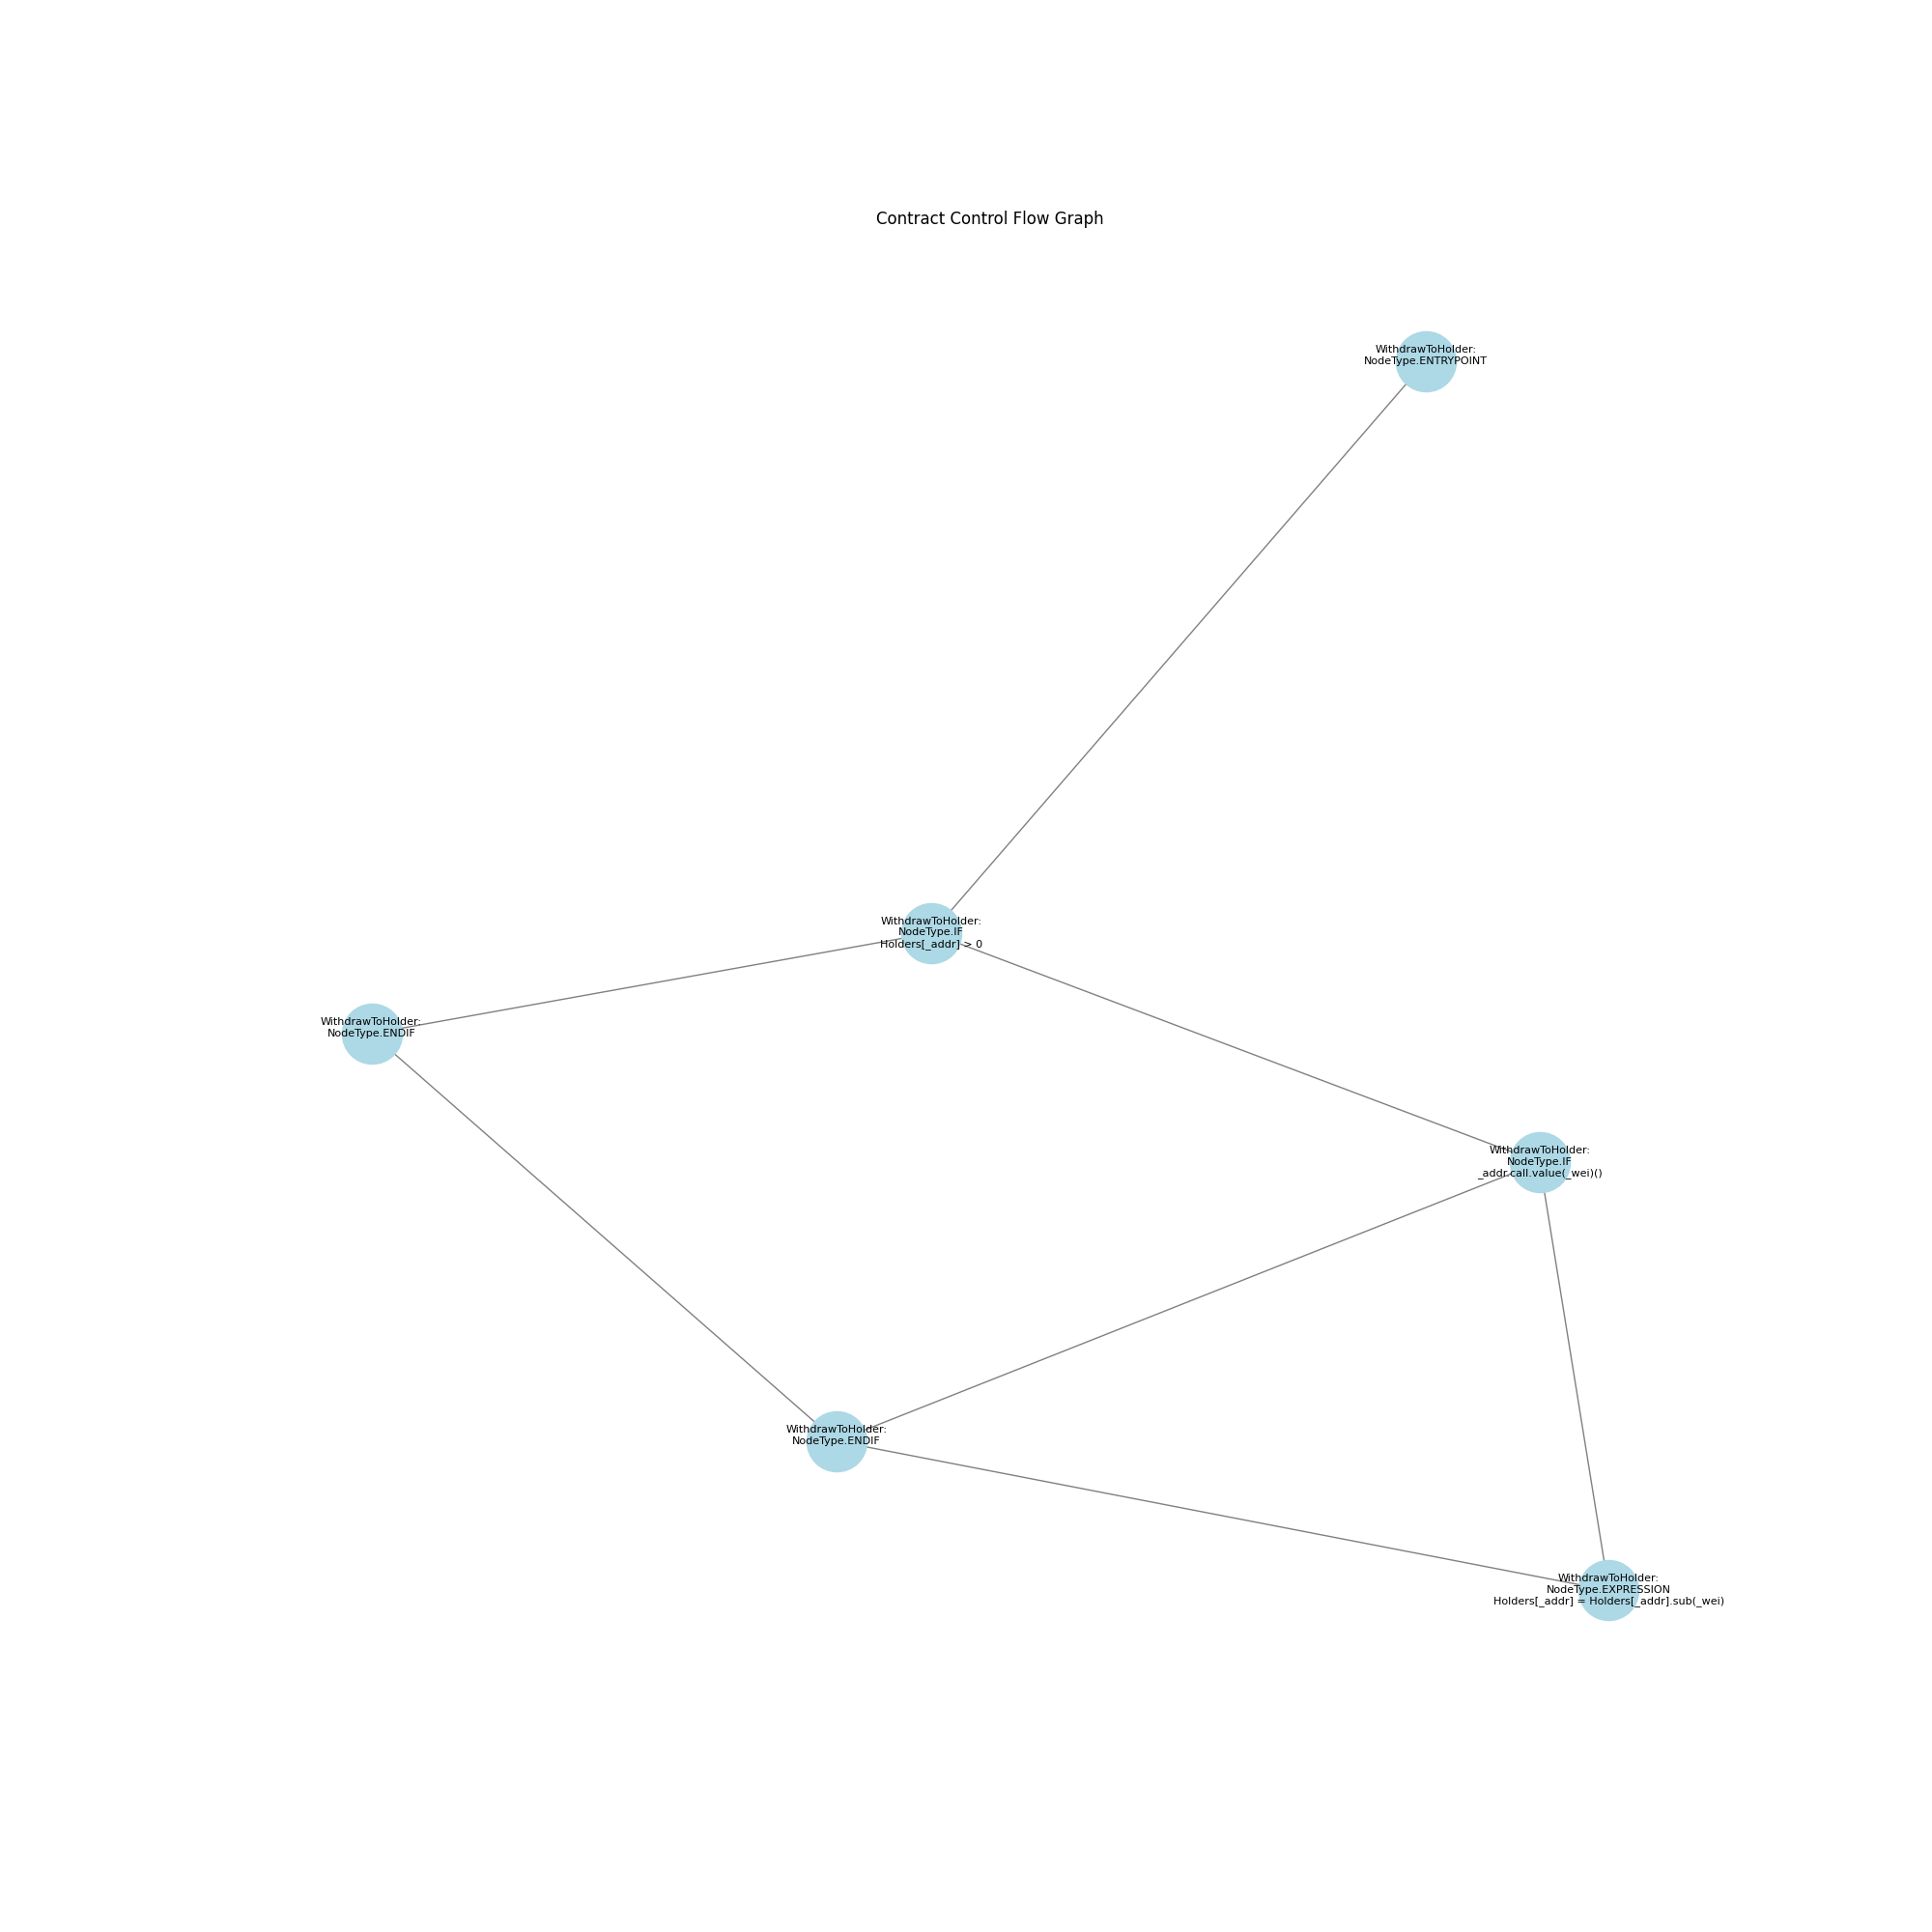 Contract Control Flow Graph
WithdrawToHolder:
NodeType.ENTRYPOINT
WithdrawToHolder:
NodeType.IF
Holders[_addr] > 0
WithdrawToHolder:
NodeType.ENDIF
WithdrawToHolder:
NodeType.IF
_addr.call.value(_wei)()
WithdrawToHolder:
NodeType.ENDIF
WithdrawToHolder:
NodeType.EXPRESSION
Holders[_addr] = Holders[_addr].sub(_wei)